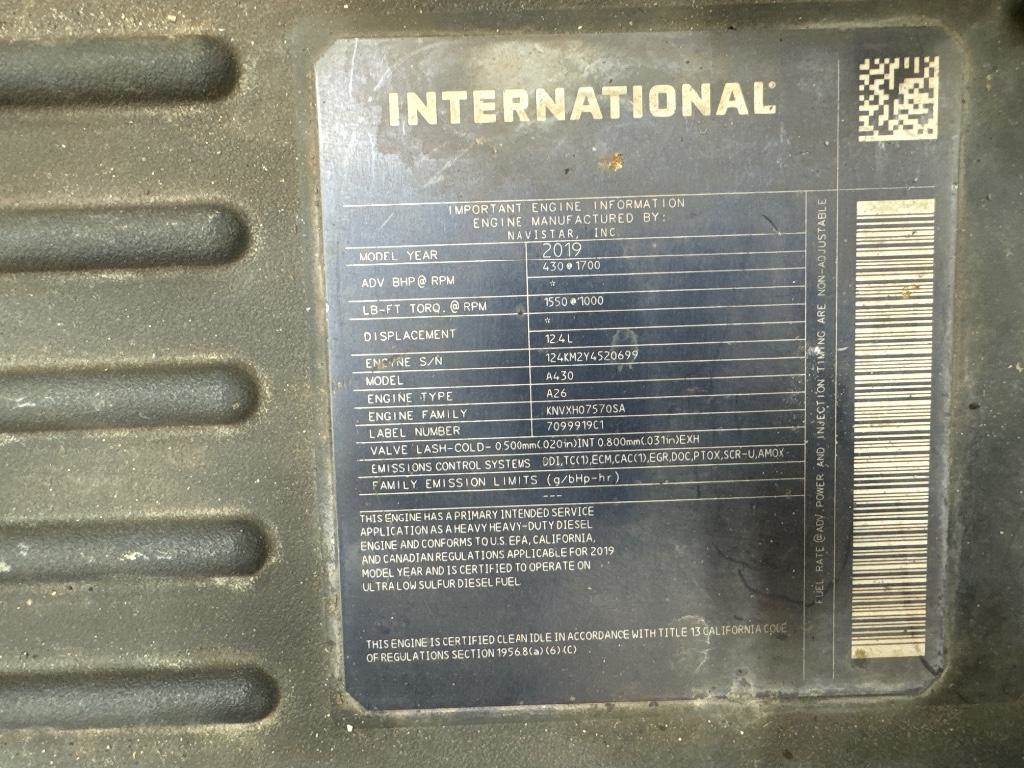 INTERNATIONAL®
IMPORTANT ENGINE INFORMATION
ENGINE MANUFACTURED BY:
NAVISTAR, INC.
MODEL YEAR 2019
ADV BHP@ RPM 430@1700
*
LB-FT TORQ. @ RPM 1550@1000
*
DISPLACEMENT 12.4L
ENGINE S/N 124KM2Y4520699
MODEL A430
ENGINE TYPE A26
ENGINE FAMILY KNVXH07570SA
LABEL NUMBER 7099919C1
VALVE LASH-COLD- 0.500mm(.020in)INT 0.800mm(.031in)EXH
EMISSIONS CONTROL SYSTEMS DDI,TC(1),ECM,CAC(1),EGR,DOC,PTOX,SCR-U,AMOX
FAMILY EMISSION LIMITS (g/bHp-hr)
---
THIS ENGINE HAS A PRIMARY INTENDED SERVICE
APPLICATION AS A HEAVY HEAVY-DUTY DIESEL
ENGINE AND CONFORMS TO U.S. EPA, CALIFORNIA,
AND CANADIAN REGULATIONS APPLICABLE FOR 2019
MODEL YEAR AND IS CERTIFIED TO OPERATE ON
ULTRA LOW SULFUR DIESEL FUEL
THIS ENGINE IS CERTIFIED CLEAN IDLE IN ACCORDANCE WITH TITLE 13 CALIFORNIA CODE
OF REGULATIONS SECTION 1956.8(a)(6)(C)
FUEL RATE @ ADV. POWER AND INJECTION TIMING ARE NON-ADJUSTABLE